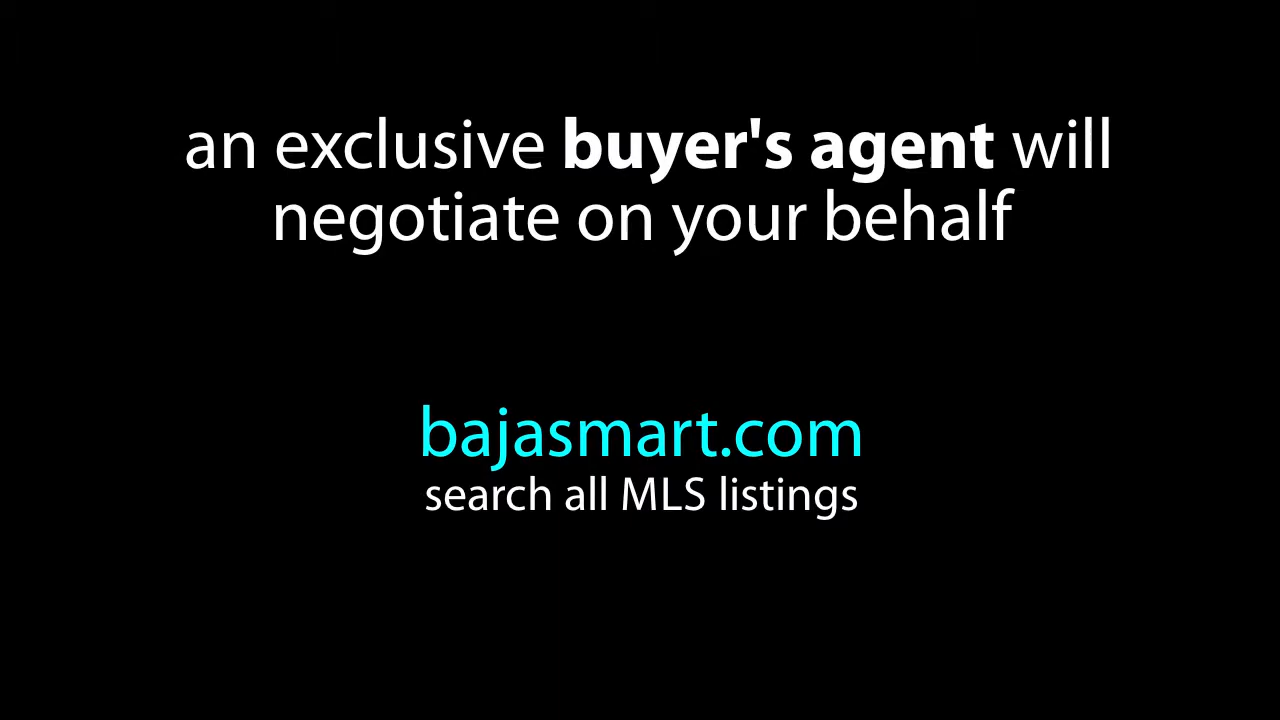 an exclusive buyer's agent will
negotiate on your behalf
bajasmart.com
search all MLS listings